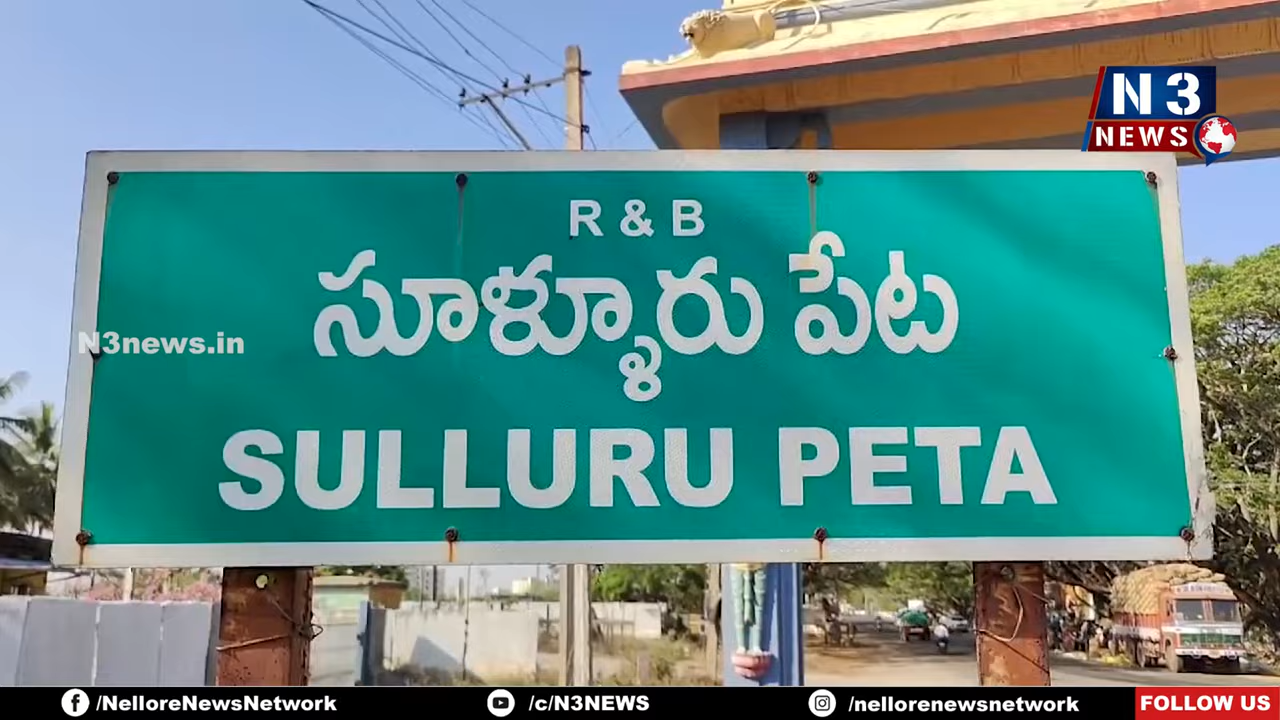 N3
NEWS
R & B
సూళ్ళూరు పేట
N3news.in
SULLURU PETA
/NelloreNewsNetwork
/c/N3NEWS
/nellorenewsnetwork
FOLLOW US